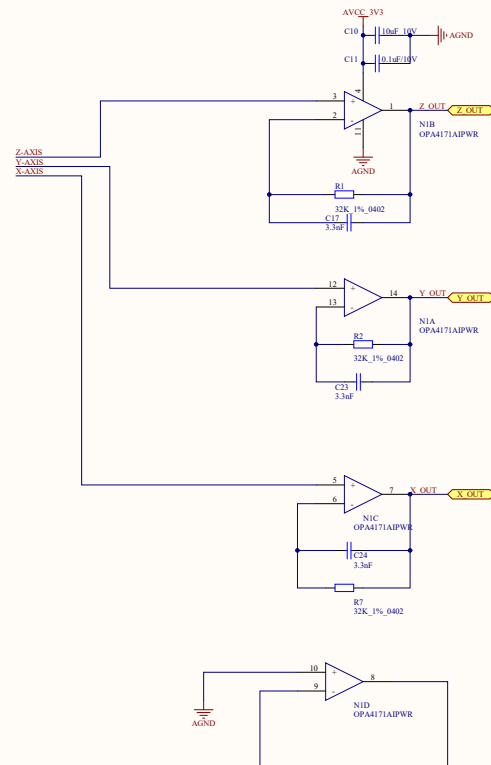 AVCC_3V3
C10
10uF_10V
AGND
C11
0.1uF/10V
4
3
+
1
Z_OUT
Z_OUT
2
-
N1B
OPA4171AIPWR
11
AGND
Z-AXIS
Y-AXIS
X-AXIS
R1
32K_1%_0402
C17
3.3nF
12
+
14
Y_OUT
Y_OUT
13
-
N1A
OPA4171AIPWR
R2
32K_1%_0402
C23
3.3nF
5
+
7
X_OUT
X_OUT
6
-
N1C
OPA4171AIPWR
C24
3.3nF
R7
32K_1%_0402
10
+
8
9
-
N1D
OPA4171AIPWR
AGND